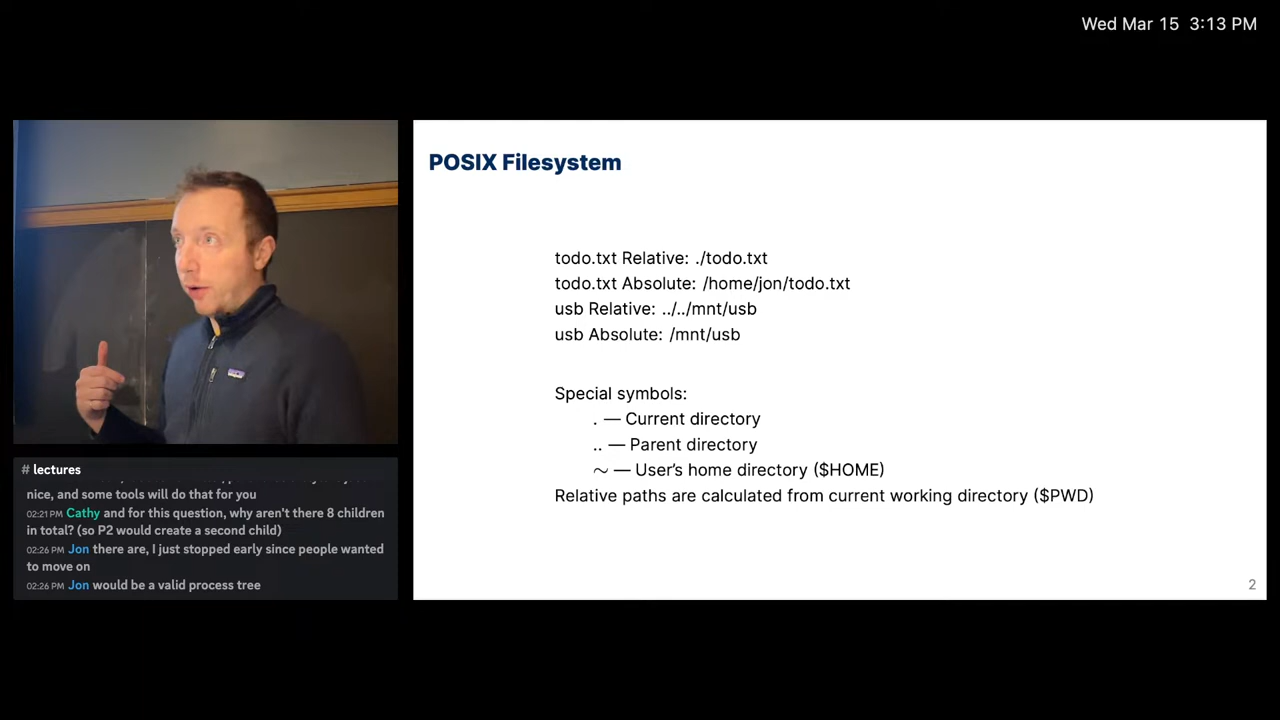 Wed Mar 15 3:13 PM
POSIX Filesystem
todo.txt Relative: ./todo.txt
todo.txt Absolute: /home/jon/todo.txt
usb Relative: ../../mnt/usb
usb Absolute: /mnt/usb
Special symbols:
. — Current directory
.. — Parent directory
~ — User's home directory ($HOME)
Relative paths are calculated from current working directory ($PWD)
2
# lectures
nice, and some tools will do that for you
02:21 PM Cathy and for this question, why aren't there 8 children
in total? (so P2 would create a second child)
02:26 PM Jon there are, I just stopped early since people wanted
to move on
02:26 PM Jon would be a valid process tree